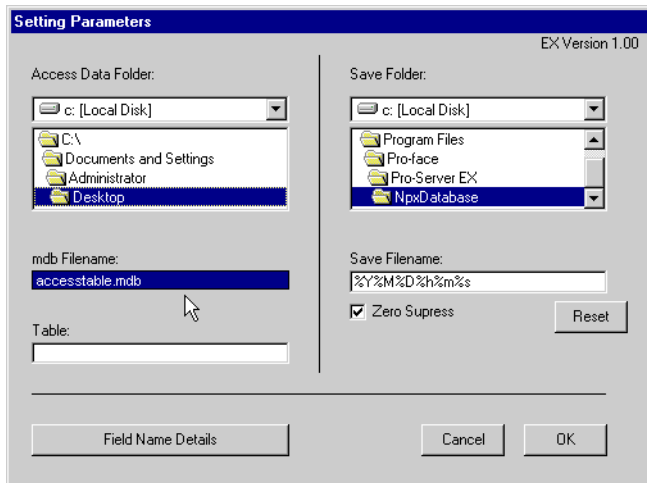 Setting Parameters
EX Version 1.00
Access Data Folder:
c: [Local Disk]
C:\
Documents and Settings
Administrator
Desktop
mdb Filename:
accesstable.mdb
Table:
Save Folder:
c: [Local Disk]
Program Files
Pro-face
Pro-Server EX
NpxDatabase
Save Filename:
%Y%M%D%h%m%s
Zero Supress
Reset
Field Name Details
Cancel
OK